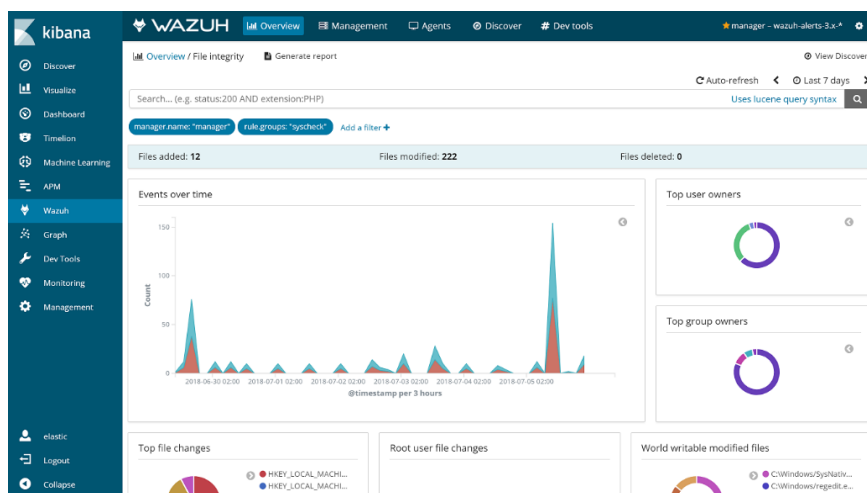 kibana
Discover
Visualize
Dashboard
Timelion
Machine Learning
APM
Wazuh
Graph
Dev Tools
Monitoring
Management
elastic
Logout
Collapse
WAZUH Overview Management Agents Discover # Dev tools manager – wazuh-alerts-3.x-*
Overview / File integrity Generate report View Discover
Auto-refresh Last 7 days
Search... (e.g. status:200 AND extension:PHP) Uses lucene query syntax
manager.name: "manager" rule.groups: "syscheck" Add a filter +
Files added: 12 Files modified: 222 Files deleted: 0
Events over time
150
100
50
0
Count
2018-06-30 02:00 2018-07-01 02:00 2018-07-02 02:00 2018-07-03 02:00 2018-07-04 02:00 2018-07-05 02:00
@timestamp per 3 hours
Top user owners
Top group owners
Top file changes
HKEY_LOCAL_MACHI...
HKEY_LOCAL_MACHI...
Root user file changes
World writable modified files
C:\Windows/SysNativ...
C:\Windows/regedit.e...